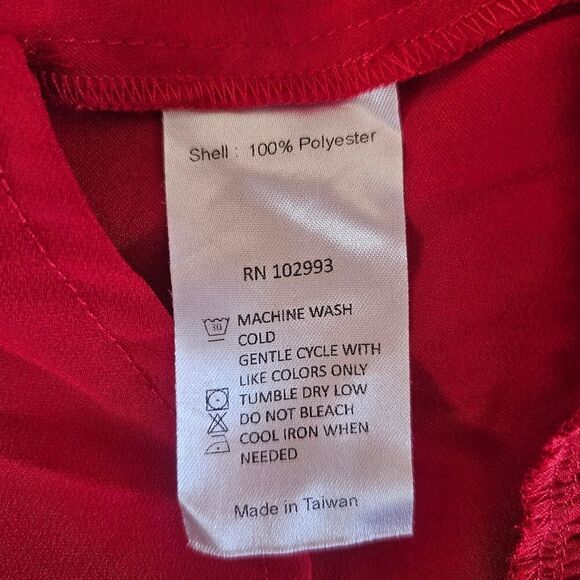 Shell : 100% Polyester
RN 102993
30
MACHINE WASH
COLD
GENTLE CYCLE WITH
LIKE COLORS ONLY
TUMBLE DRY LOW
DO NOT BLEACH
COOL IRON WHEN
NEEDED
Made in Taiwan